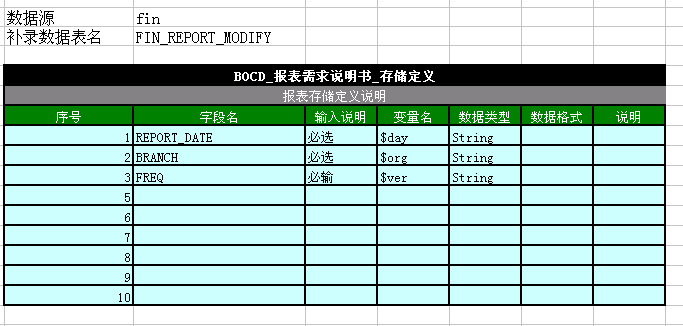 数据源 fin
补录数据表名 FIN_REPORT_MODIFY
BOCD_报表需求说明书_存储定义
报表存储定义说明
序号 字段名 输入说明 变量名 数据类型 数据格式 说明
1 REPORT_DATE 必选 $day String
2 BRANCH 必选 $org String
3 FREQ 必输 $ver String
5
6
7
8
9
10